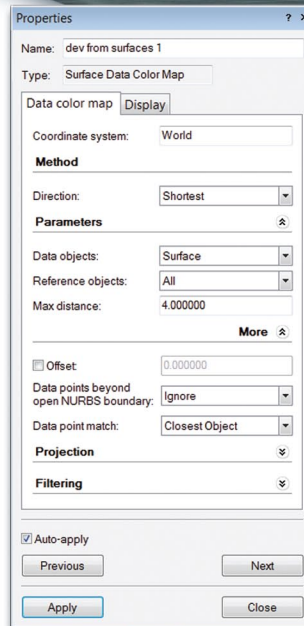 Properties ? ×
Name: dev from surfaces 1
Type: Surface Data Color Map
Data color map Display
Coordinate system: World
Method
Direction: Shortest
Parameters
Data objects: Surface
Reference objects: All
Max distance: 4.000000
More
Offset: 0.000000
Data points beyond
open NURBS boundary: Ignore
Data point match: Closest Object
Projection
Filtering
Auto-apply
Previous Next
Apply Close